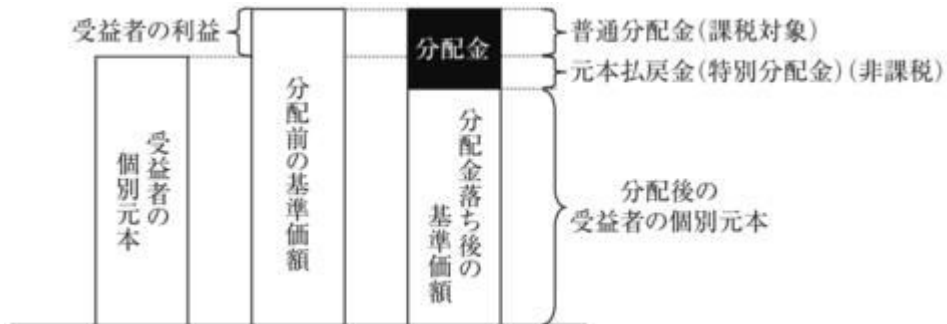 受益者の利益
分配金
普通分配金(課税対象)
元本払戻金(特別分配金)(非課税)
受益者の
個別元本
分配前の基準価額
分配金落ち後の
基準価額
分配後の
受益者の個別元本